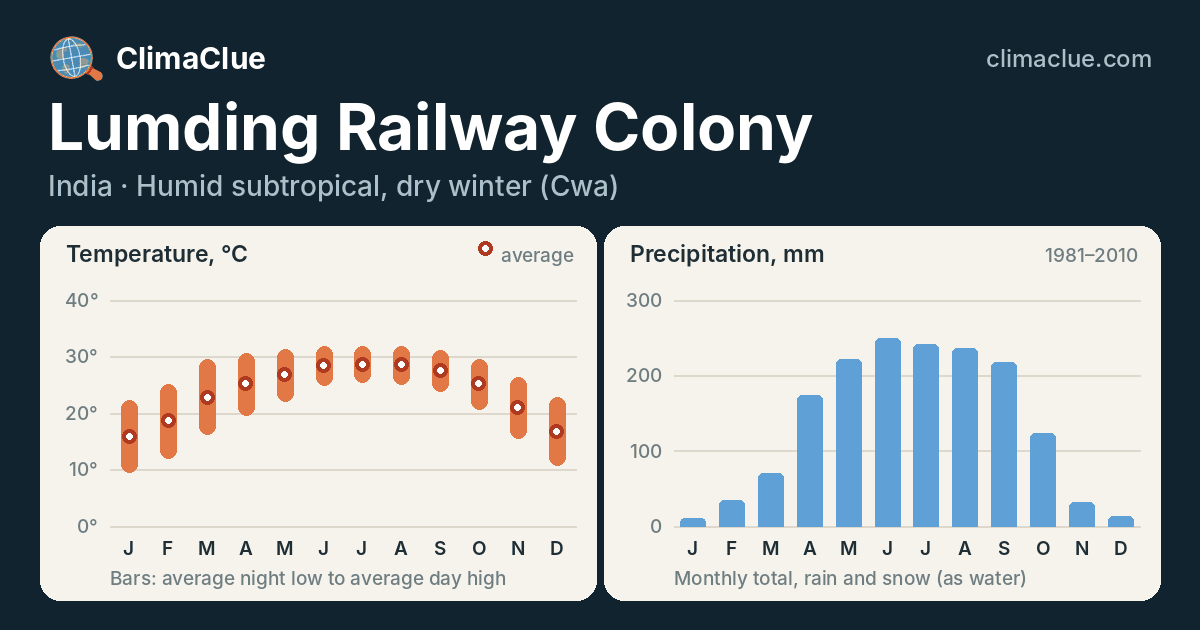 ClimaClue
climaclue.com
Lumding Railway Colony
India · Humid subtropical, dry winter (Cwa)
Temperature, °C
average
40°
30°
20°
10°
0°
J F M A M J J A S O N D
Bars: average night low to average day high
Precipitation, mm
1981–2010
300
200
100
0
J F M A M J J A S O N D
Monthly total, rain and snow (as water)